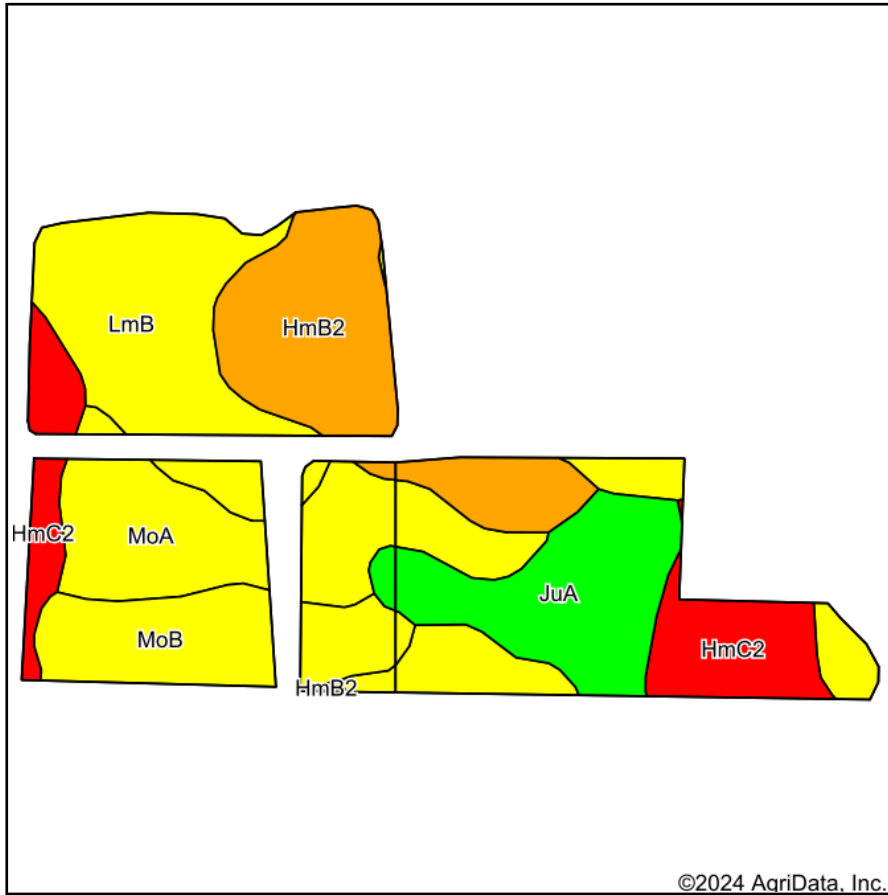 LmB
HmB2
HmC2
MoA
JuA
MoB
HmC2
HmB2
©2024 AgriData, Inc.